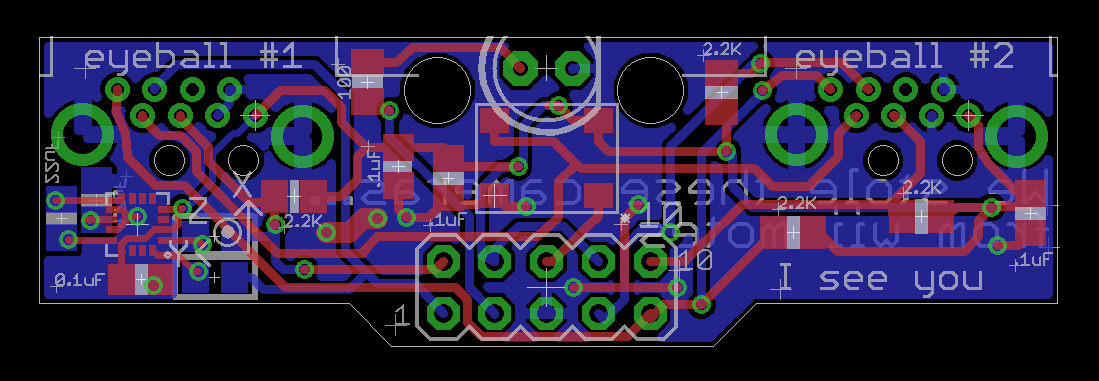 eyeball #1
2.2K
eyeball #2
100
22uF
.1uF
X
Z
Y
2.2K
.1uF
10
10
2.2K
2.2K
.1uF
0.1uF
I see you
1